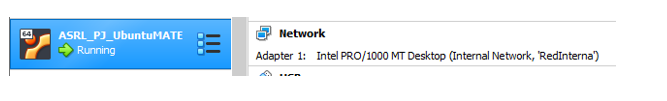 64
ASRL_PJ_UbuntuMATE
Running
Network
Adapter 1: Intel PRO/1000 MT Desktop (Internal Network, 'RedInterna')